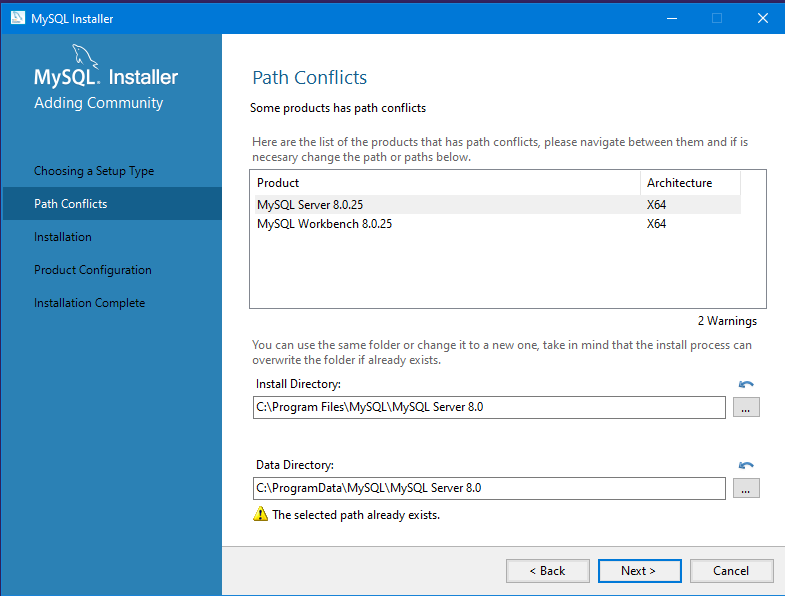 MySQL Installer
MySQL. Installer
Adding Community
Choosing a Setup Type
Path Conflicts
Installation
Product Configuration
Installation Complete
Path Conflicts
Some products has path conflicts
Here are the list of the products that has path conflicts, please navigate between them and if is
necesary change the path or paths below.
Product Architecture
MySQL Server 8.0.25 X64
MySQL Workbench 8.0.25 X64
2 Warnings
You can use the same folder or change it to a new one, take in mind that the install process can
overwrite the folder if already exists.
Install Directory:
C:\Program Files\MySQL\MySQL Server 8.0
...
Data Directory:
C:\ProgramData\MySQL\MySQL Server 8.0
...
The selected path already exists.
< Back Next > Cancel